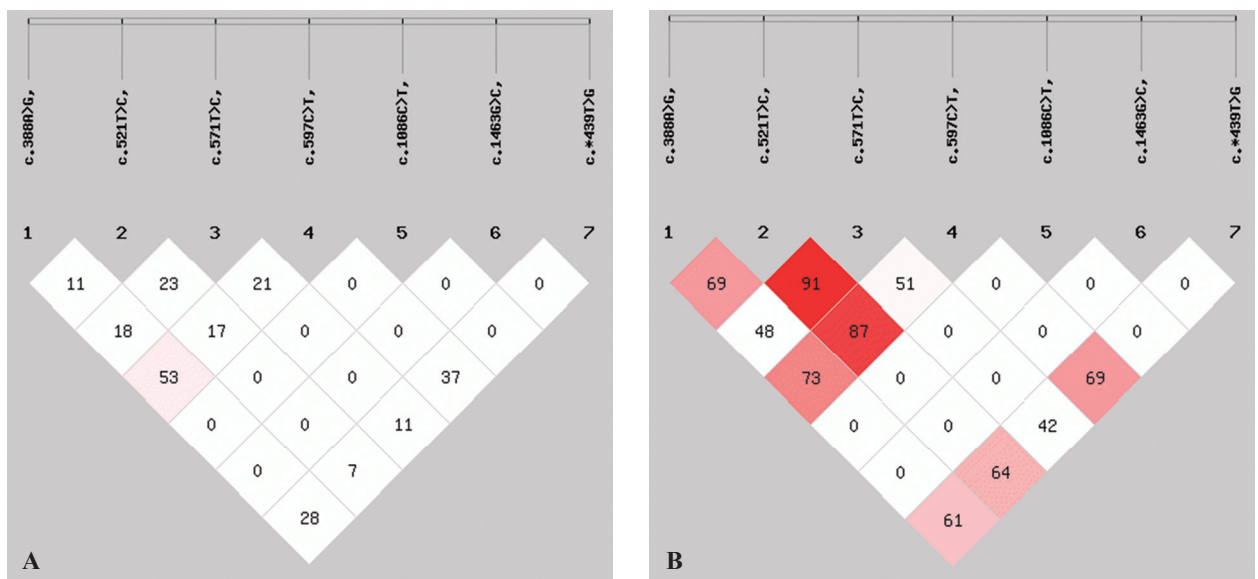 c.388A>G,
c.521T>C,
c.571T>C,
c.597C>T,
c.1086C>T,
c.1463G>C,
c.*439T>G
1 2 3 4 5 6 7
11 23 21 0 0 0
18 17 0 0 0
53 0 0 37
0 0 11
0 7
28
A
c.388A>G,
c.521T>C,
c.571T>C,
c.597C>T,
c.1086C>T,
c.1463G>C,
c.*439T>G
1 2 3 4 5 6 7
69 91 51 0 0 0
48 87 0 0 0
73 0 0 69
0 0 42
0 64
61
B